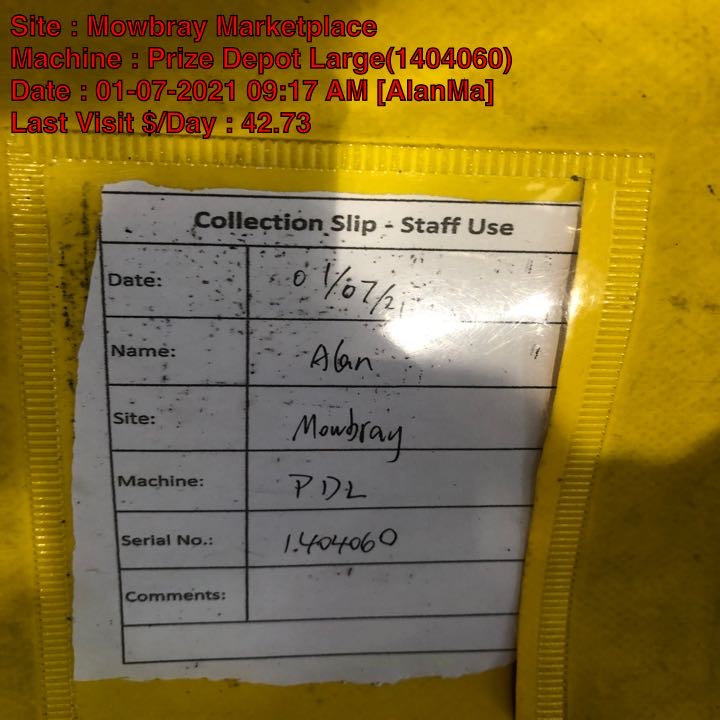 Site : Mowbray Marketplace
Machine : Prize Depot Large(1404060)
Date : 01-07-2021 09:17 AM [AlanMa]
Last Visit $/Day : 42.73
Collection Slip - Staff Use
Date: 01/07/21
Name: Alan
Site: Mowbray
Machine: PDL
Serial No.: 1404060
Comments: